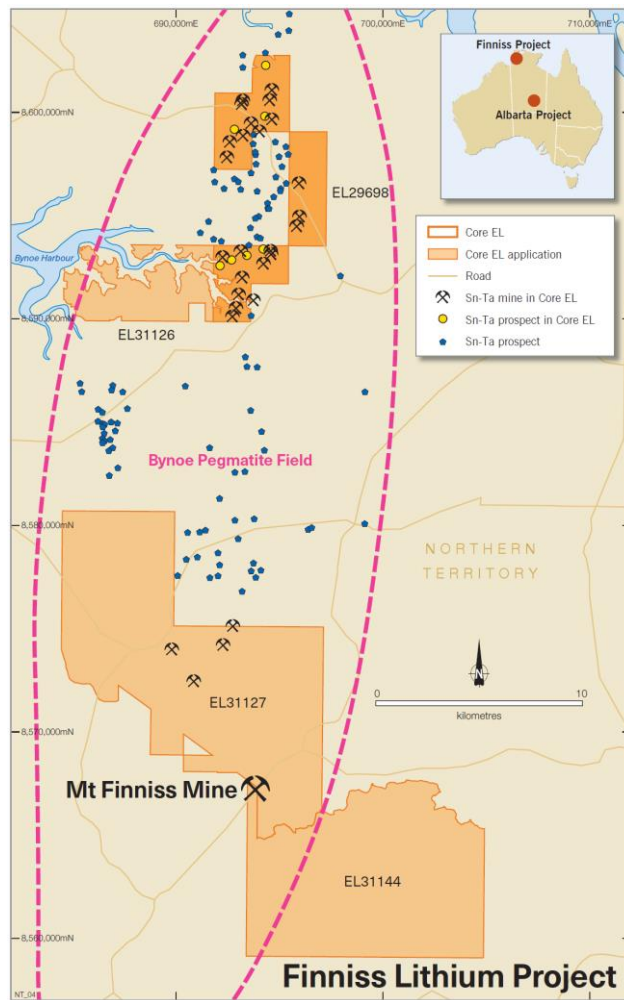 690,000mE
700,000mE
710,000mE
Finniss Project
Albarta Project
8,600,000mN
EL29698
Bynoe Harbour
Core EL
Core EL application
Road
Sn-Ta mine in Core EL
Sn-Ta prospect in Core EL
Sn-Ta prospect
8,590,000mN
EL31126
Bynoe Pegmatite Field
8,580,000mN
NORTHERN
TERRITORY
N
0
10
kilometres
EL31127
8,570,000mN
Mt Finniss Mine
EL31144
8,560,000mN
Finniss Lithium Project
NT_04